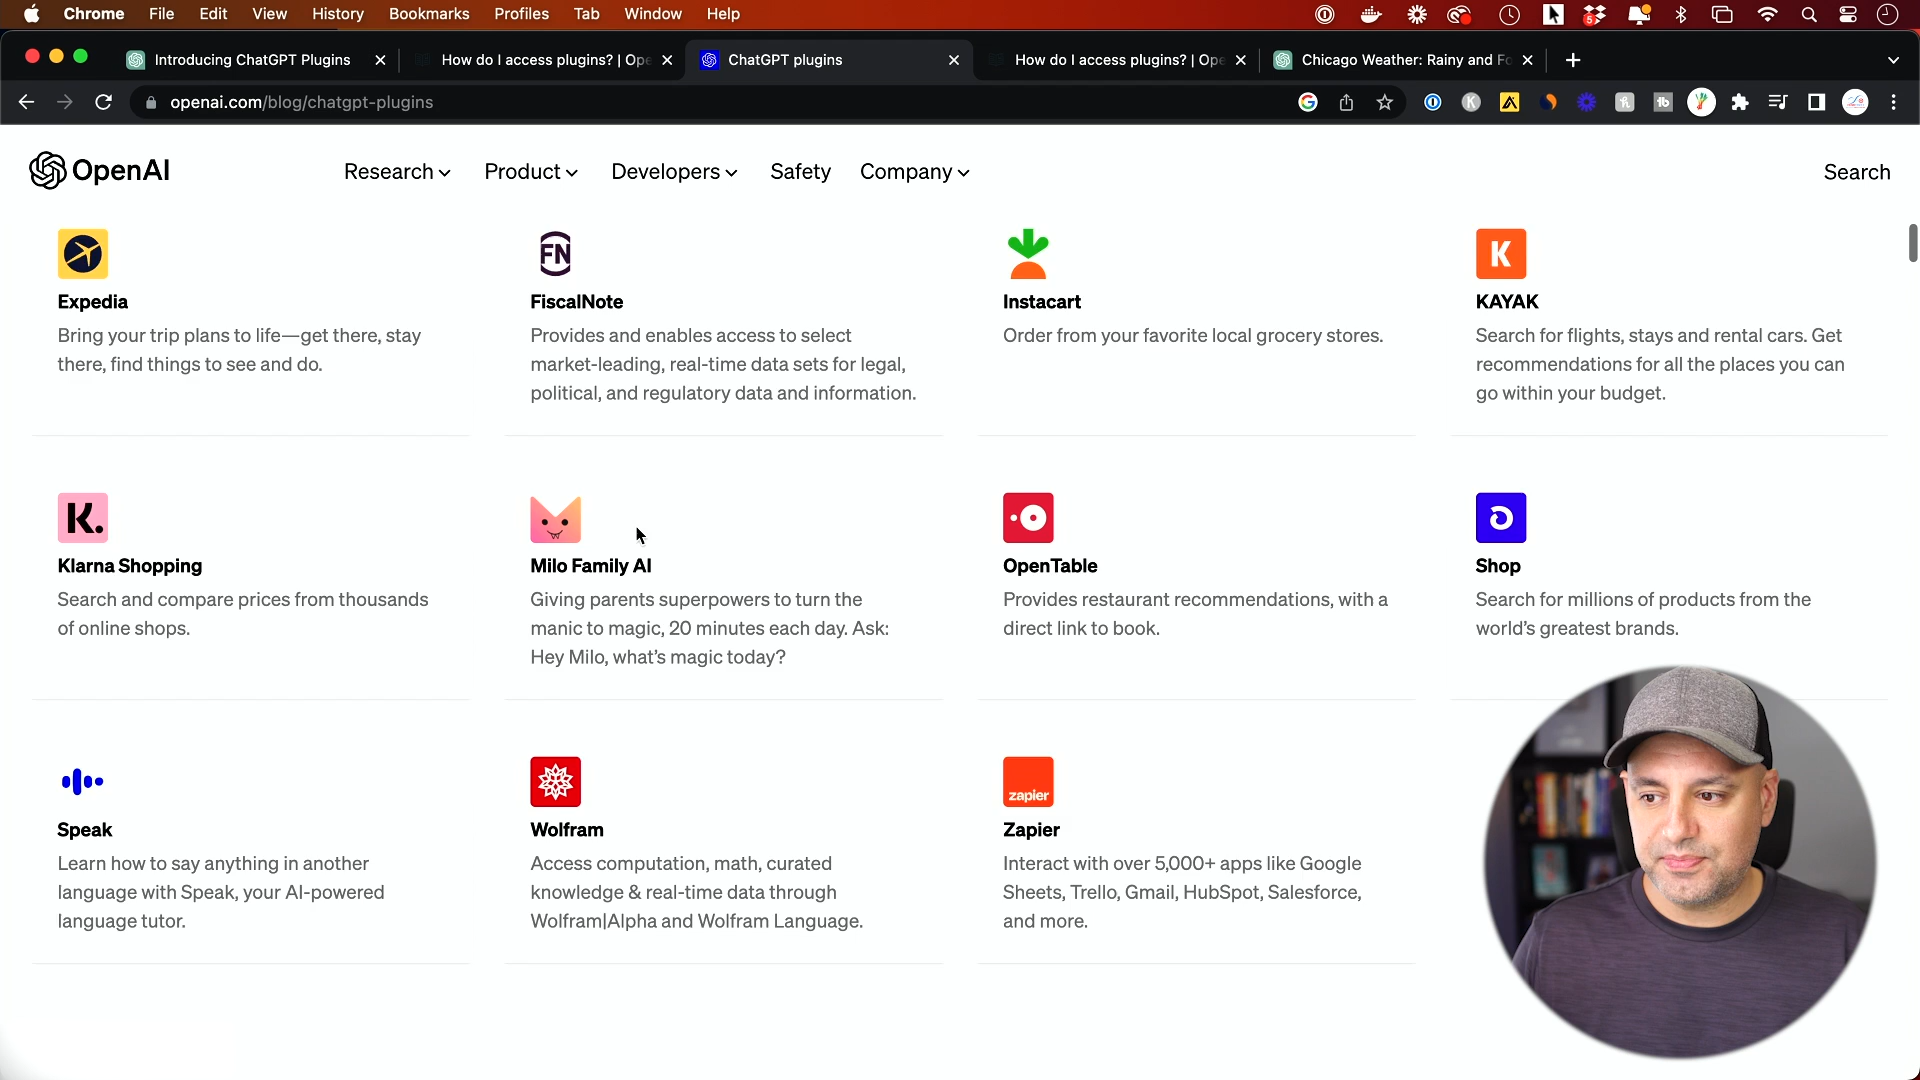 Chrome File Edit View History Bookmarks Profiles Tab Window Help
Introducing ChatGPT Plugins
How do I access plugins? | Ope
ChatGPT plugins
How do I access plugins? | Ope
Chicago Weather: Rainy and Fo
openai.com/blog/chatgpt-plugins
OpenAI
Research Product Developers Safety Company
Search
FN
K
Expedia
Bring your trip plans to life—get there, stay
there, find things to see and do.
FiscalNote
Provides and enables access to select
market-leading, real-time data sets for legal,
political, and regulatory data and information.
Instacart
Order from your favorite local grocery stores.
KAYAK
Search for flights, stays and rental cars. Get
recommendations for all the places you can
go within your budget.
K.
Klarna Shopping
Search and compare prices from thousands
of online shops.
Milo Family AI
Giving parents superpowers to turn the
manic to magic, 20 minutes each day. Ask:
Hey Milo, what's magic today?
OpenTable
Provides restaurant recommendations, with a
direct link to book.
Shop
Search for millions of products from the
world's greatest brands.
Speak
Learn how to say anything in another
language with Speak, your AI-powered
language tutor.
Wolfram
Access computation, math, curated
knowledge & real-time data through
Wolfram|Alpha and Wolfram Language.
zapier
Zapier
Interact with over 5,000+ apps like Google
Sheets, Trello, Gmail, HubSpot, Salesforce,
and more.